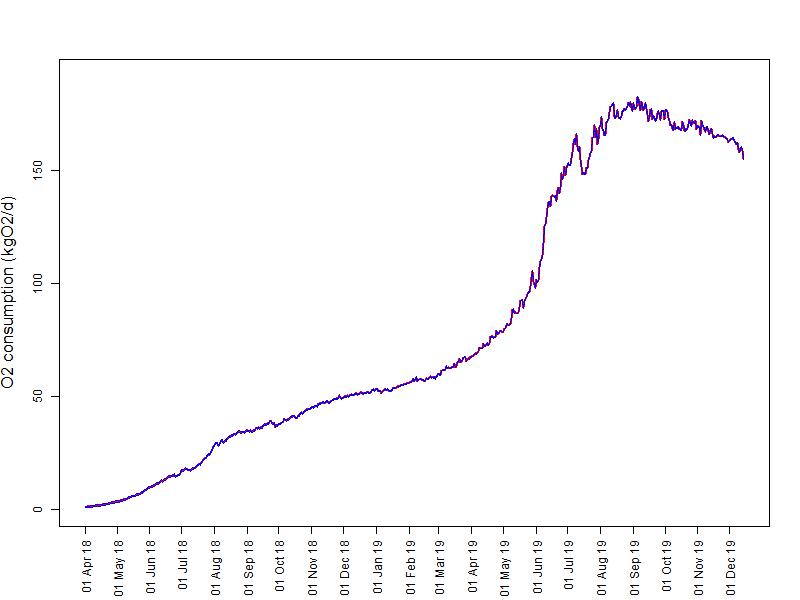 O2 consumption (kgO2/d)
150
100
50
0
01 Apr 18
01 May 18
01 Jun 18
01 Jul 18
01 Aug 18
01 Sep 18
01 Oct 18
01 Nov 18
01 Dec 18
01 Jan 19
01 Feb 19
01 Mar 19
01 Apr 19
01 May 19
01 Jun 19
01 Jul 19
01 Aug 19
01 Sep 19
01 Oct 19
01 Nov 19
01 Dec 19